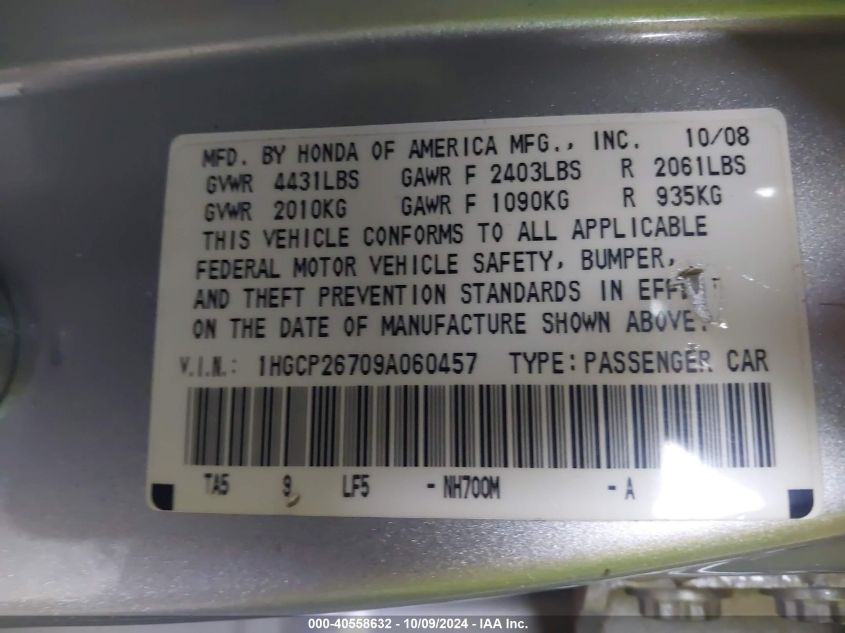 MFD. BY HONDA OF AMERICA MFG., INC. 10/08
GVWR 4431LBS GAWR F 2403LBS R 2061LBS
GVWR 2010KG GAWR F 1090KG R 935KG
THIS VEHICLE CONFORMS TO ALL APPLICABLE
FEDERAL MOTOR VEHICLE SAFETY, BUMPER,
AND THEFT PREVENTION STANDARDS IN
ON THE DATE OF MANUFACTURE SHOWN ABOVE.
V.I.N.: 1HGCP26709A060457 TYPE:PASSENGER CAR
TA5 9 LF5 -NH700M -A
000-40558632 - 10/09/2024 - IAA Inc.